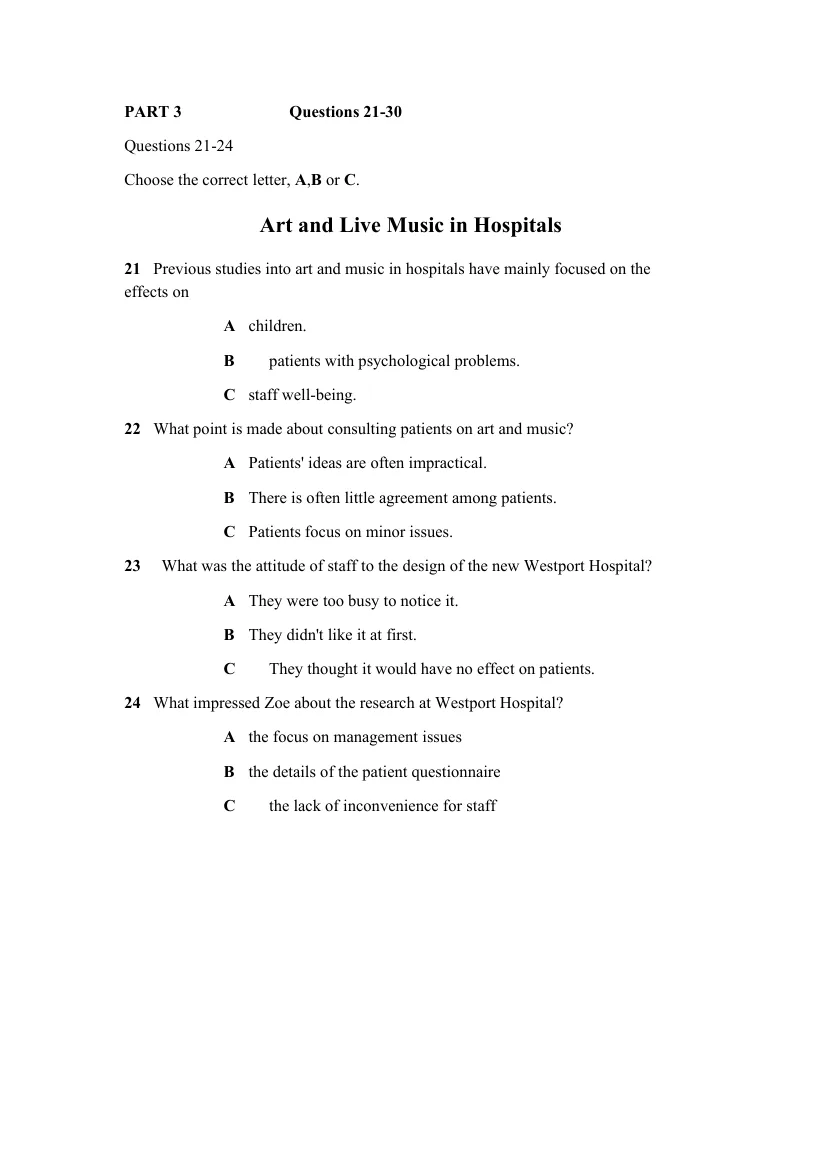 PART 3 Questions 21-30
Questions 21-24
Choose the correct letter, A,B or C.
Art and Live Music in Hospitals
21 Previous studies into art and music in hospitals have mainly focused on the
effects on
A children.
B patients with psychological problems.
C staff well-being.
22 What point is made about consulting patients on art and music?
A Patients' ideas are often impractical.
B There is often little agreement among patients.
C Patients focus on minor issues.
23 What was the attitude of staff to the design of the new Westport Hospital?
A They were too busy to notice it.
B They didn't like it at first.
C They thought it would have no effect on patients.
24 What impressed Zoe about the research at Westport Hospital?
A the focus on management issues
B the details of the patient questionnaire
C the lack of inconvenience for staff